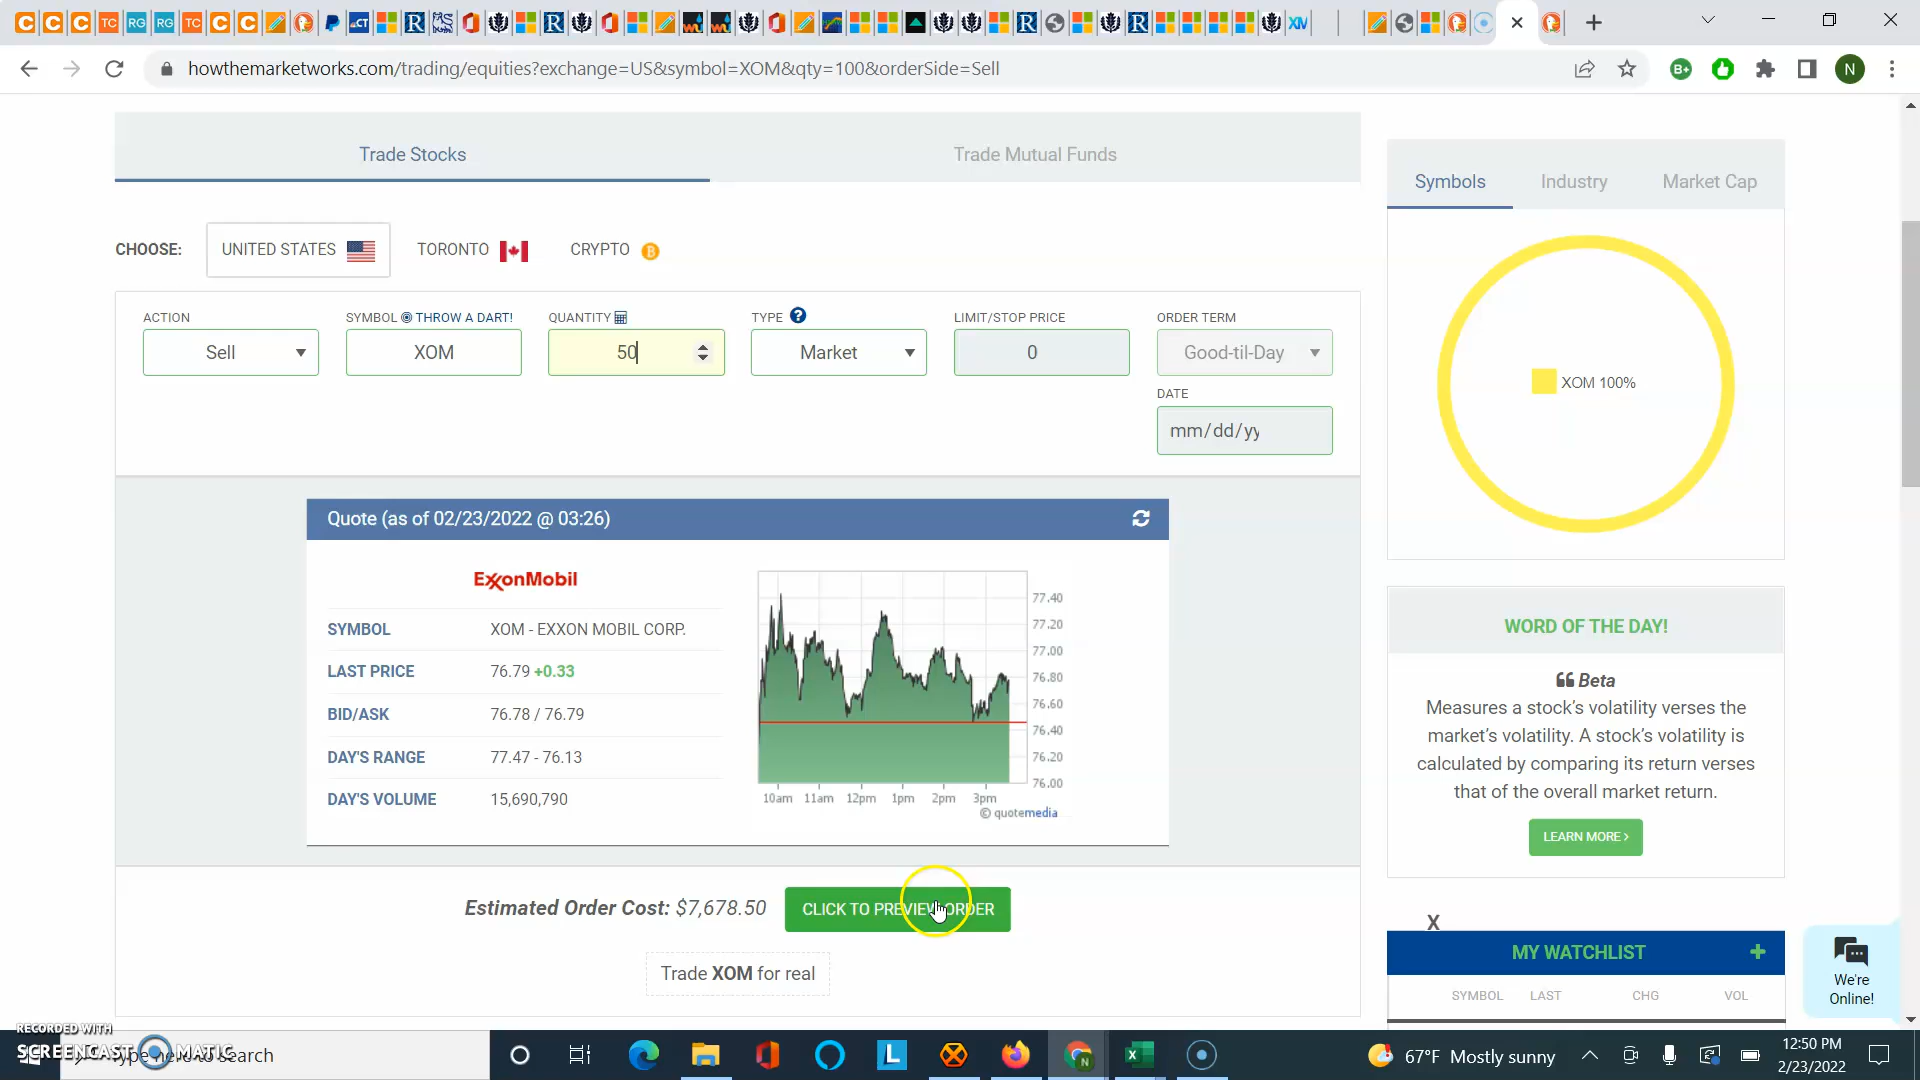 howthemarketworks.com/trading/equities?exchange=US&symbol=XOM&qty=100&orderSide=Sell
N
Trade Stocks
Trade Mutual Funds
CHOOSE:
UNITED STATES
TORONTO
CRYPTO
ACTION
SYMBOL THROW A DART!
QUANTITY
TYPE
LIMIT/STOP PRICE
ORDER TERM
Sell
XOM
50
Market
0
Good-til-Day
DATE
mm/dd/yy
Quote (as of 02/23/2022 @ 03:26)
ExxonMobil
SYMBOL XOM - EXXON MOBIL CORP.
LAST PRICE 76.79 +0.33
BID/ASK 76.78 / 76.79
DAY'S RANGE 77.47 - 76.13
DAY'S VOLUME 15,690,790
77.40
77.20
77.00
76.80
76.60
76.40
76.20
76.00
10am 11am 12pm 1pm 2pm 3pm
© quotemedia
Estimated Order Cost: $7,678.50
CLICK TO PREVIEW ORDER
Trade XOM for real
Symbols
Industry
Market Cap
XOM 100%
WORD OF THE DAY!
Beta
Measures a stock's volatility verses the
market's volatility. A stock's volatility is
calculated by comparing its return verses
that of the overall market return.
LEARN MORE >
X
MY WATCHLIST +
SYMBOL LAST CHG VOL
We're
Online!
RECORDED WITH
SCREENCAST MATIC
Type here to search
67°F Mostly sunny
12:50 PM
2/23/2022